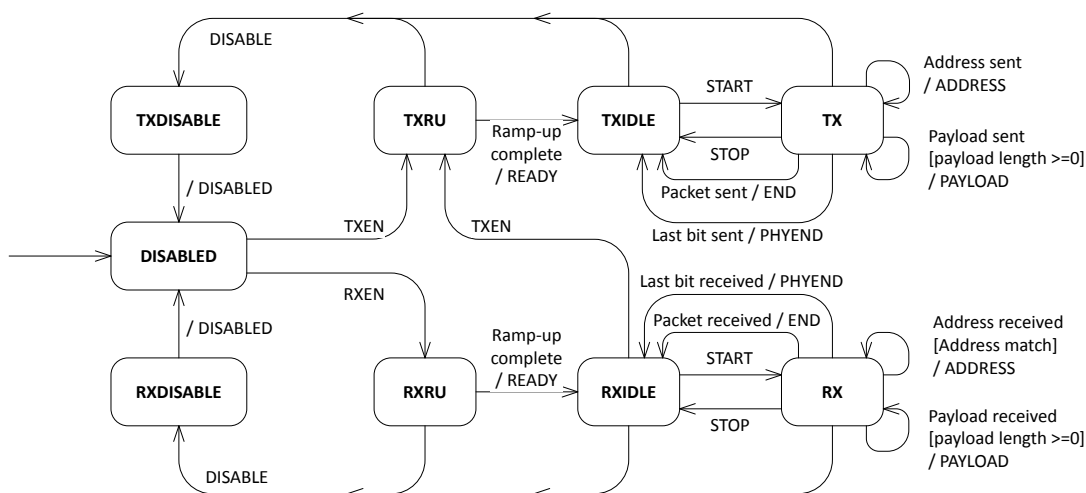 DISABLE
Address sent
/ ADDRESS
START
TXDISABLE
TXRU
TXIDLE
TX
Ramp-up
complete
/ READY
STOP
Payload sent
[payload length >=0]
/ PAYLOAD
/ DISABLED
Packet sent / END
TXEN
TXEN
Last bit sent / PHYEND
DISABLED
RXEN
Last bit received / PHYEND
/ DISABLED
Packet received / END
Address received
[Address match]
/ ADDRESS
Ramp-up
complete
/ READY
START
RXDISABLE
RXRU
RXIDLE
RX
STOP
Payload received
[payload length >=0]
/ PAYLOAD
DISABLE